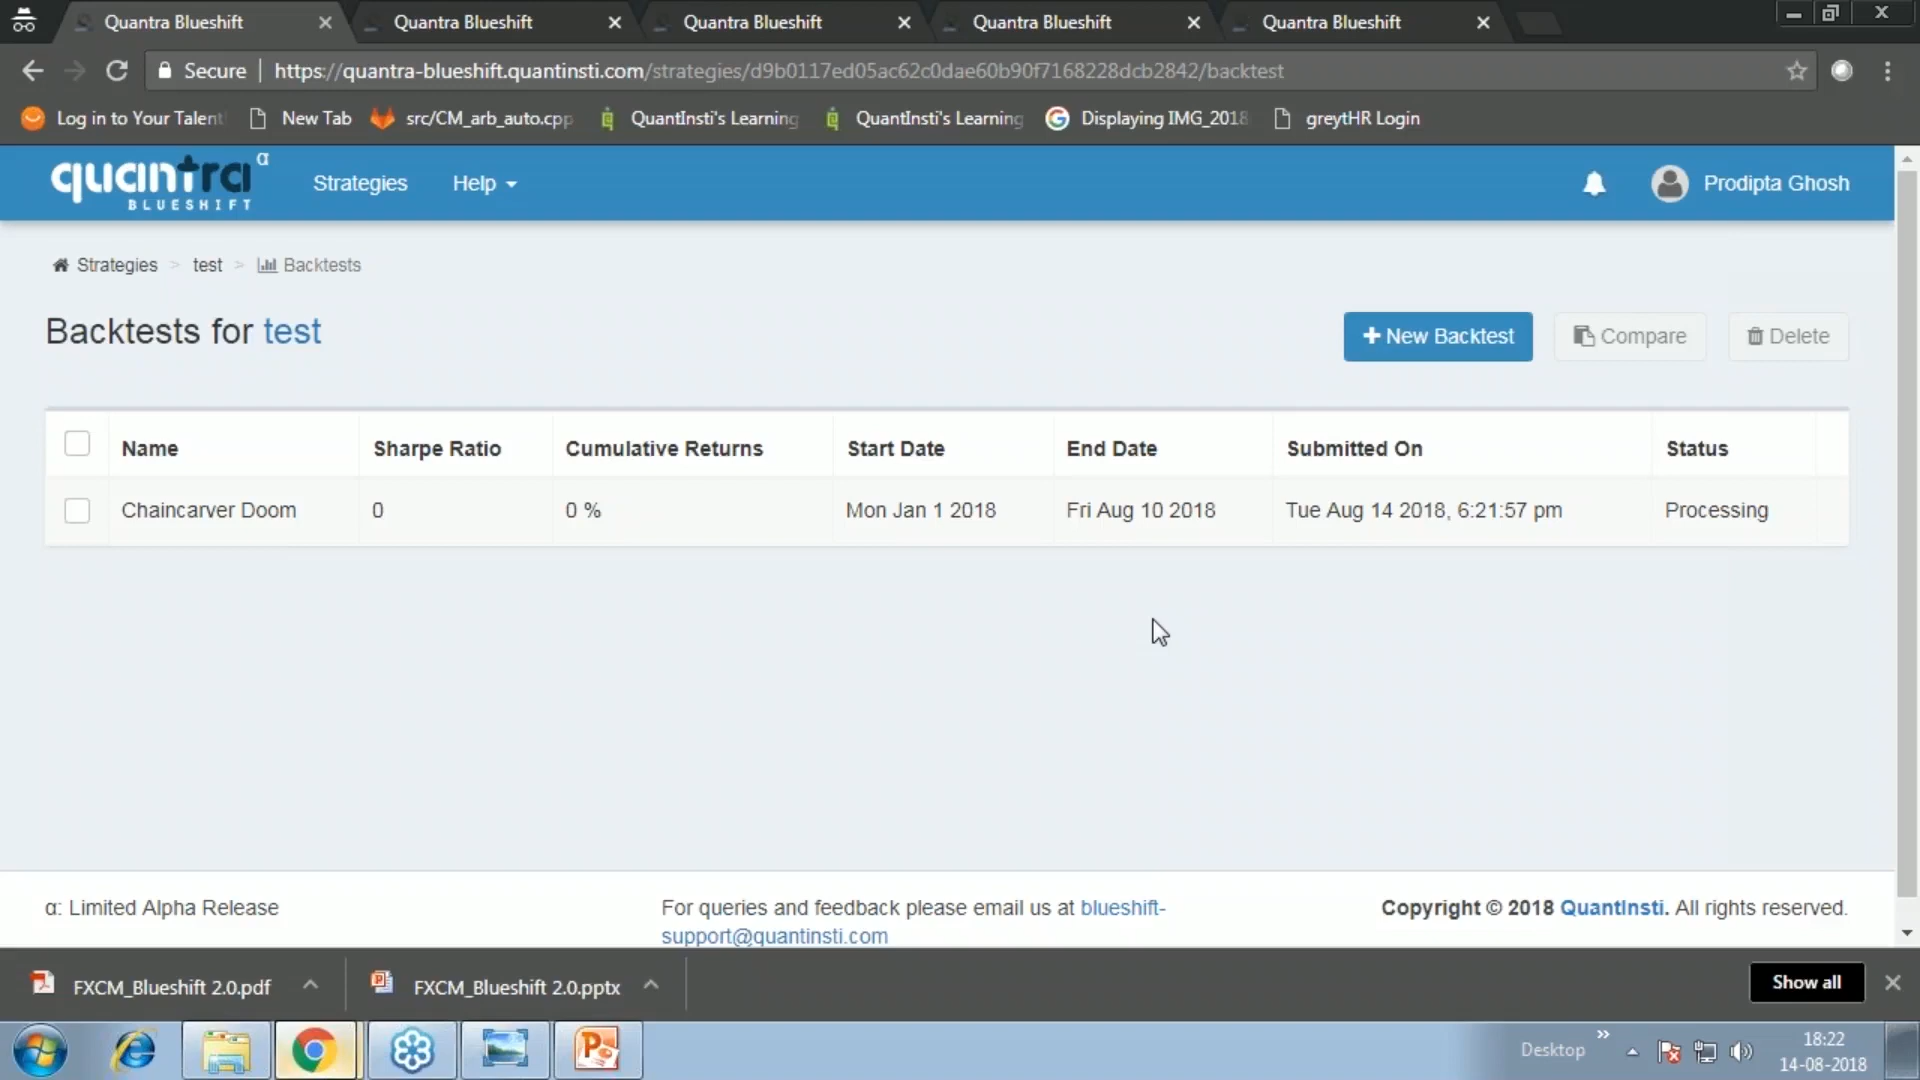 Quantra Blueshift
Quantra Blueshift
Quantra Blueshift
Quantra Blueshift
Quantra Blueshift
Secure | https://quantra-blueshift.quantinsti.com/strategies/d9b0117ed05ac62c0dae60b90f7168228dcb2842/backtest
Log in to Your Talent New Tab src/CM_arb_auto.cpp QuantInsti's Learning QuantInsti's Learning Displaying IMG_2018 greytHR Login
quantra α
BLUESHIFT
Strategies Help Prodipta Ghosh
Strategies > test > Backtests
Backtests for test
+ New Backtest Compare Delete
Name Sharpe Ratio Cumulative Returns Start Date End Date Submitted On Status
Chaincarver Doom 0 0 % Mon Jan 1 2018 Fri Aug 10 2018 Tue Aug 14 2018, 6:21:57 pm Processing
α: Limited Alpha Release
For queries and feedback please email us at blueshift-
support@quantinsti.com
Copyright © 2018 QuantInsti. All rights reserved.
FXCM_Blueshift 2.0.pdf FXCM_Blueshift 2.0.pptx Show all
Desktop
18:22
14-08-2018